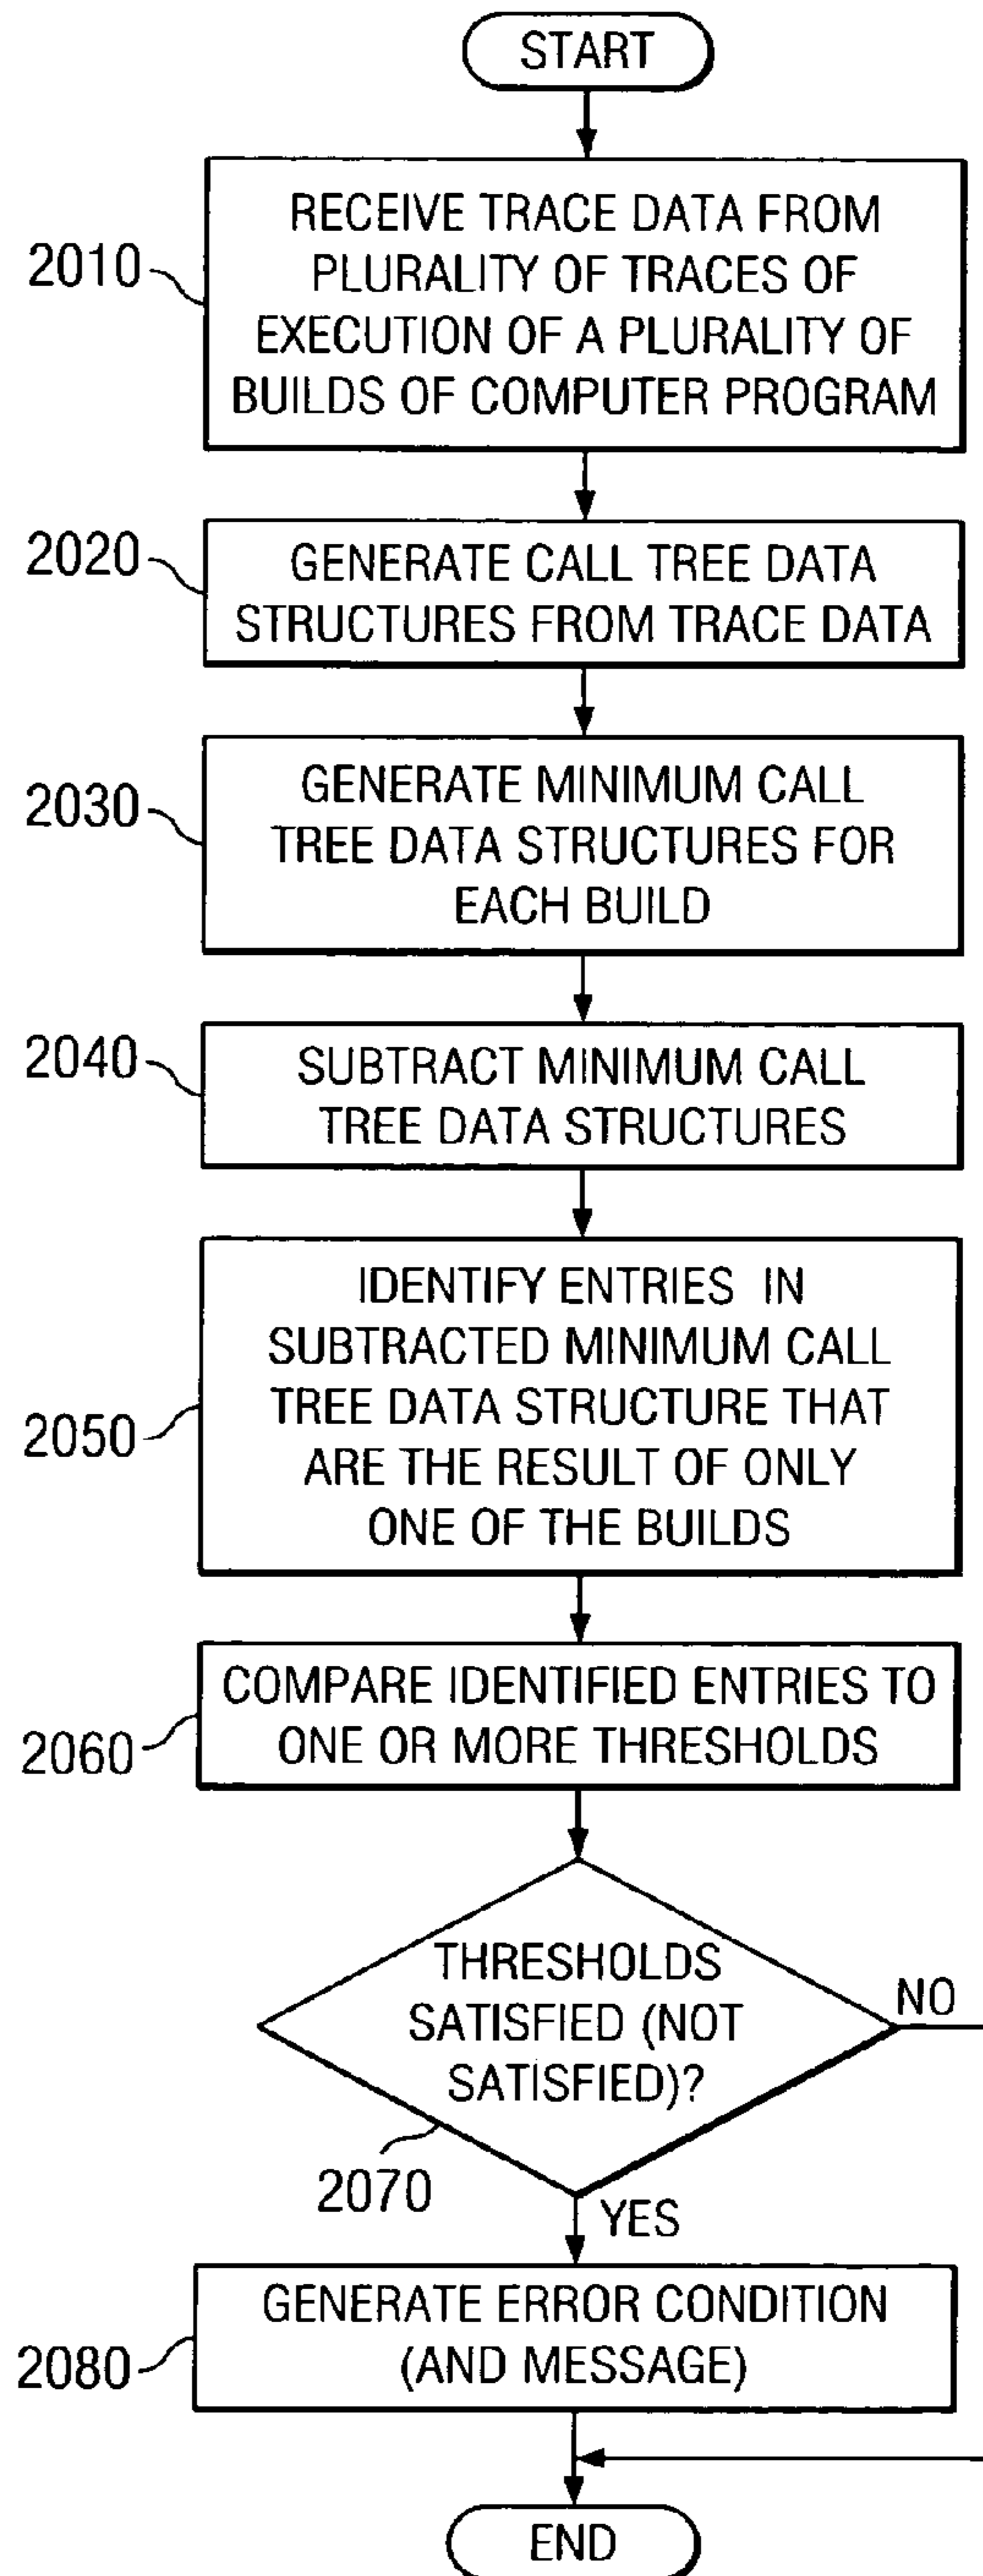 START
2010
RECEIVE TRACE DATA FROM
PLURALITY OF TRACES OF
EXECUTION OF A PLURALITY OF
BUILDS OF COMPUTER PROGRAM
2020
GENERATE CALL TREE DATA
STRUCTURES FROM TRACE DATA
2030
GENERATE MINIMUM CALL
TREE DATA STRUCTURES FOR
EACH BUILD
2040
SUBTRACT MINIMUM CALL
TREE DATA STRUCTURES
2050
IDENTIFY ENTRIES IN
SUBTRACTED MINIMUM CALL
TREE DATA STRUCTURE THAT
ARE THE RESULT OF ONLY
ONE OF THE BUILDS
2060
COMPARE IDENTIFIED ENTRIES TO
ONE OR MORE THRESHOLDS
THRESHOLDS
SATISFIED (NOT
SATISFIED)?
NO
2070
YES
2080
GENERATE ERROR CONDITION
(AND MESSAGE)
END